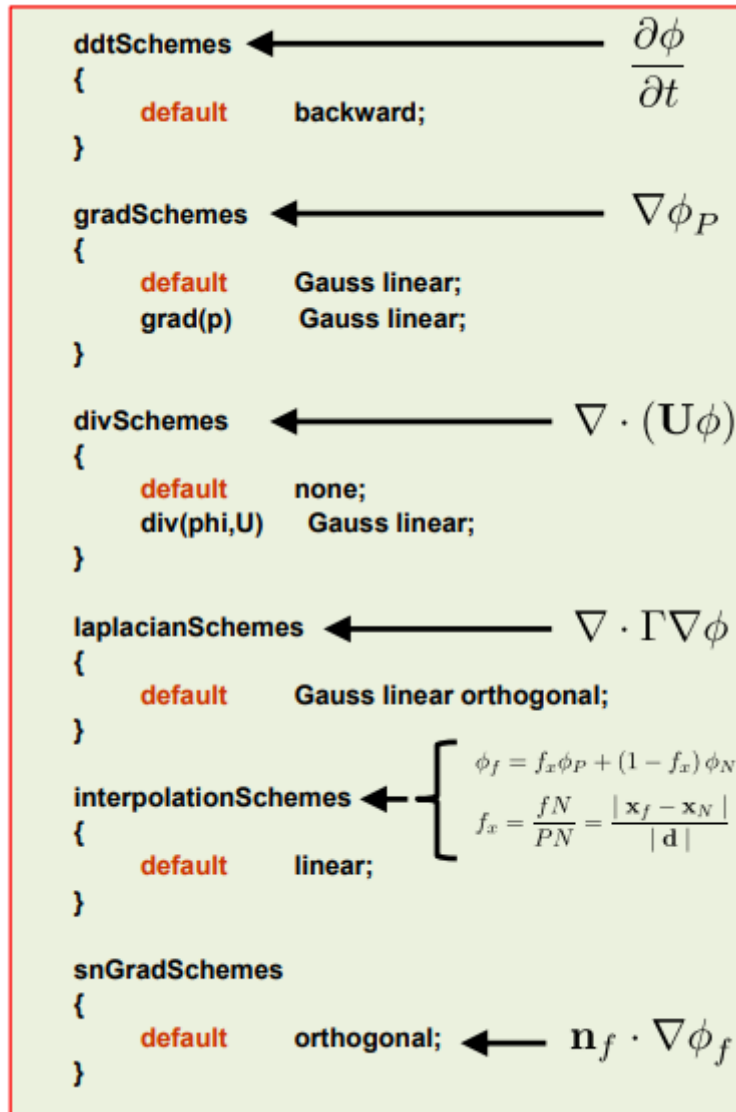 ddtSchemes ∂ϕ/∂t
{
default backward;
}
gradSchemes ∇ϕ_P
{
default Gauss linear;
grad(p) Gauss linear;
}
divSchemes ∇ · (Uϕ)
{
default none;
div(phi,U) Gauss linear;
}
laplacianSchemes ∇ · Γ∇ϕ
{
default Gauss linear orthogonal;
}
ϕ_f = f_xϕ_P + (1 − f_x) ϕ_N
interpolationSchemes
f_x = fN/PN = | x_f − x_N | / | d |
{
default linear;
}
snGradSchemes
{
default orthogonal; n_f · ∇ϕ_f
}